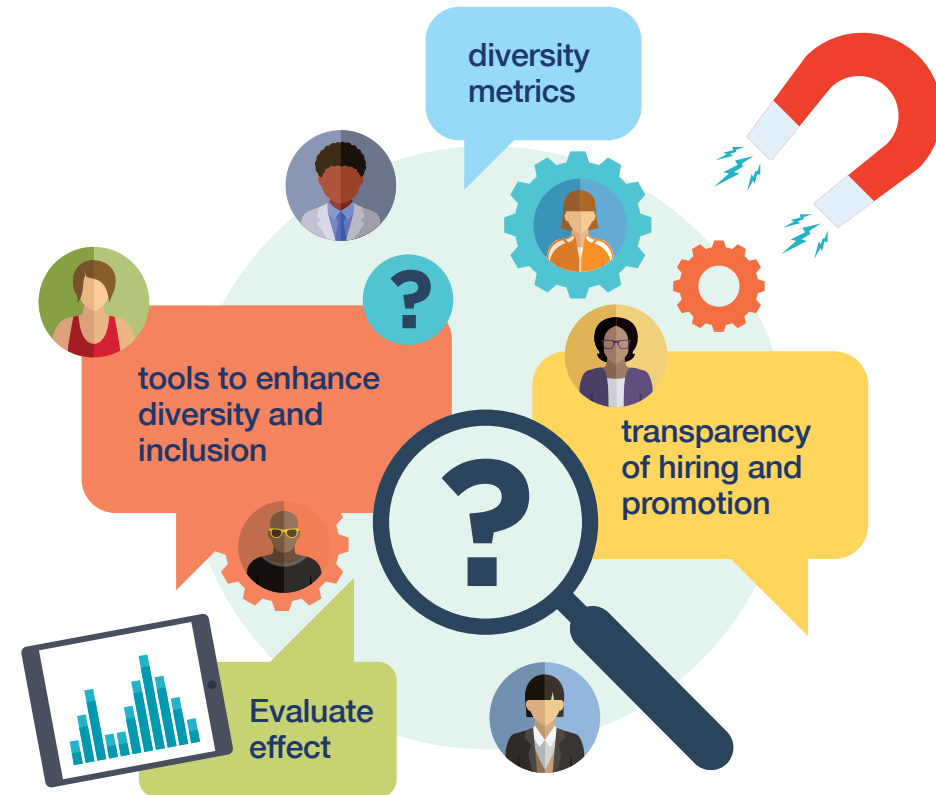 diversity
metrics
?
tools to enhance
diversity and
inclusion
?
transparency
of hiring and
promotion
Evaluate
effect